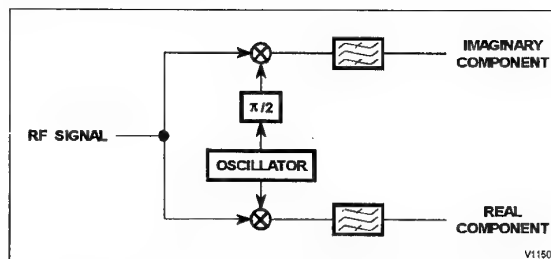 IMAGINARY
COMPONENT
π/2
RF SIGNAL
OSCILLATOR
REAL
COMPONENT
V1150